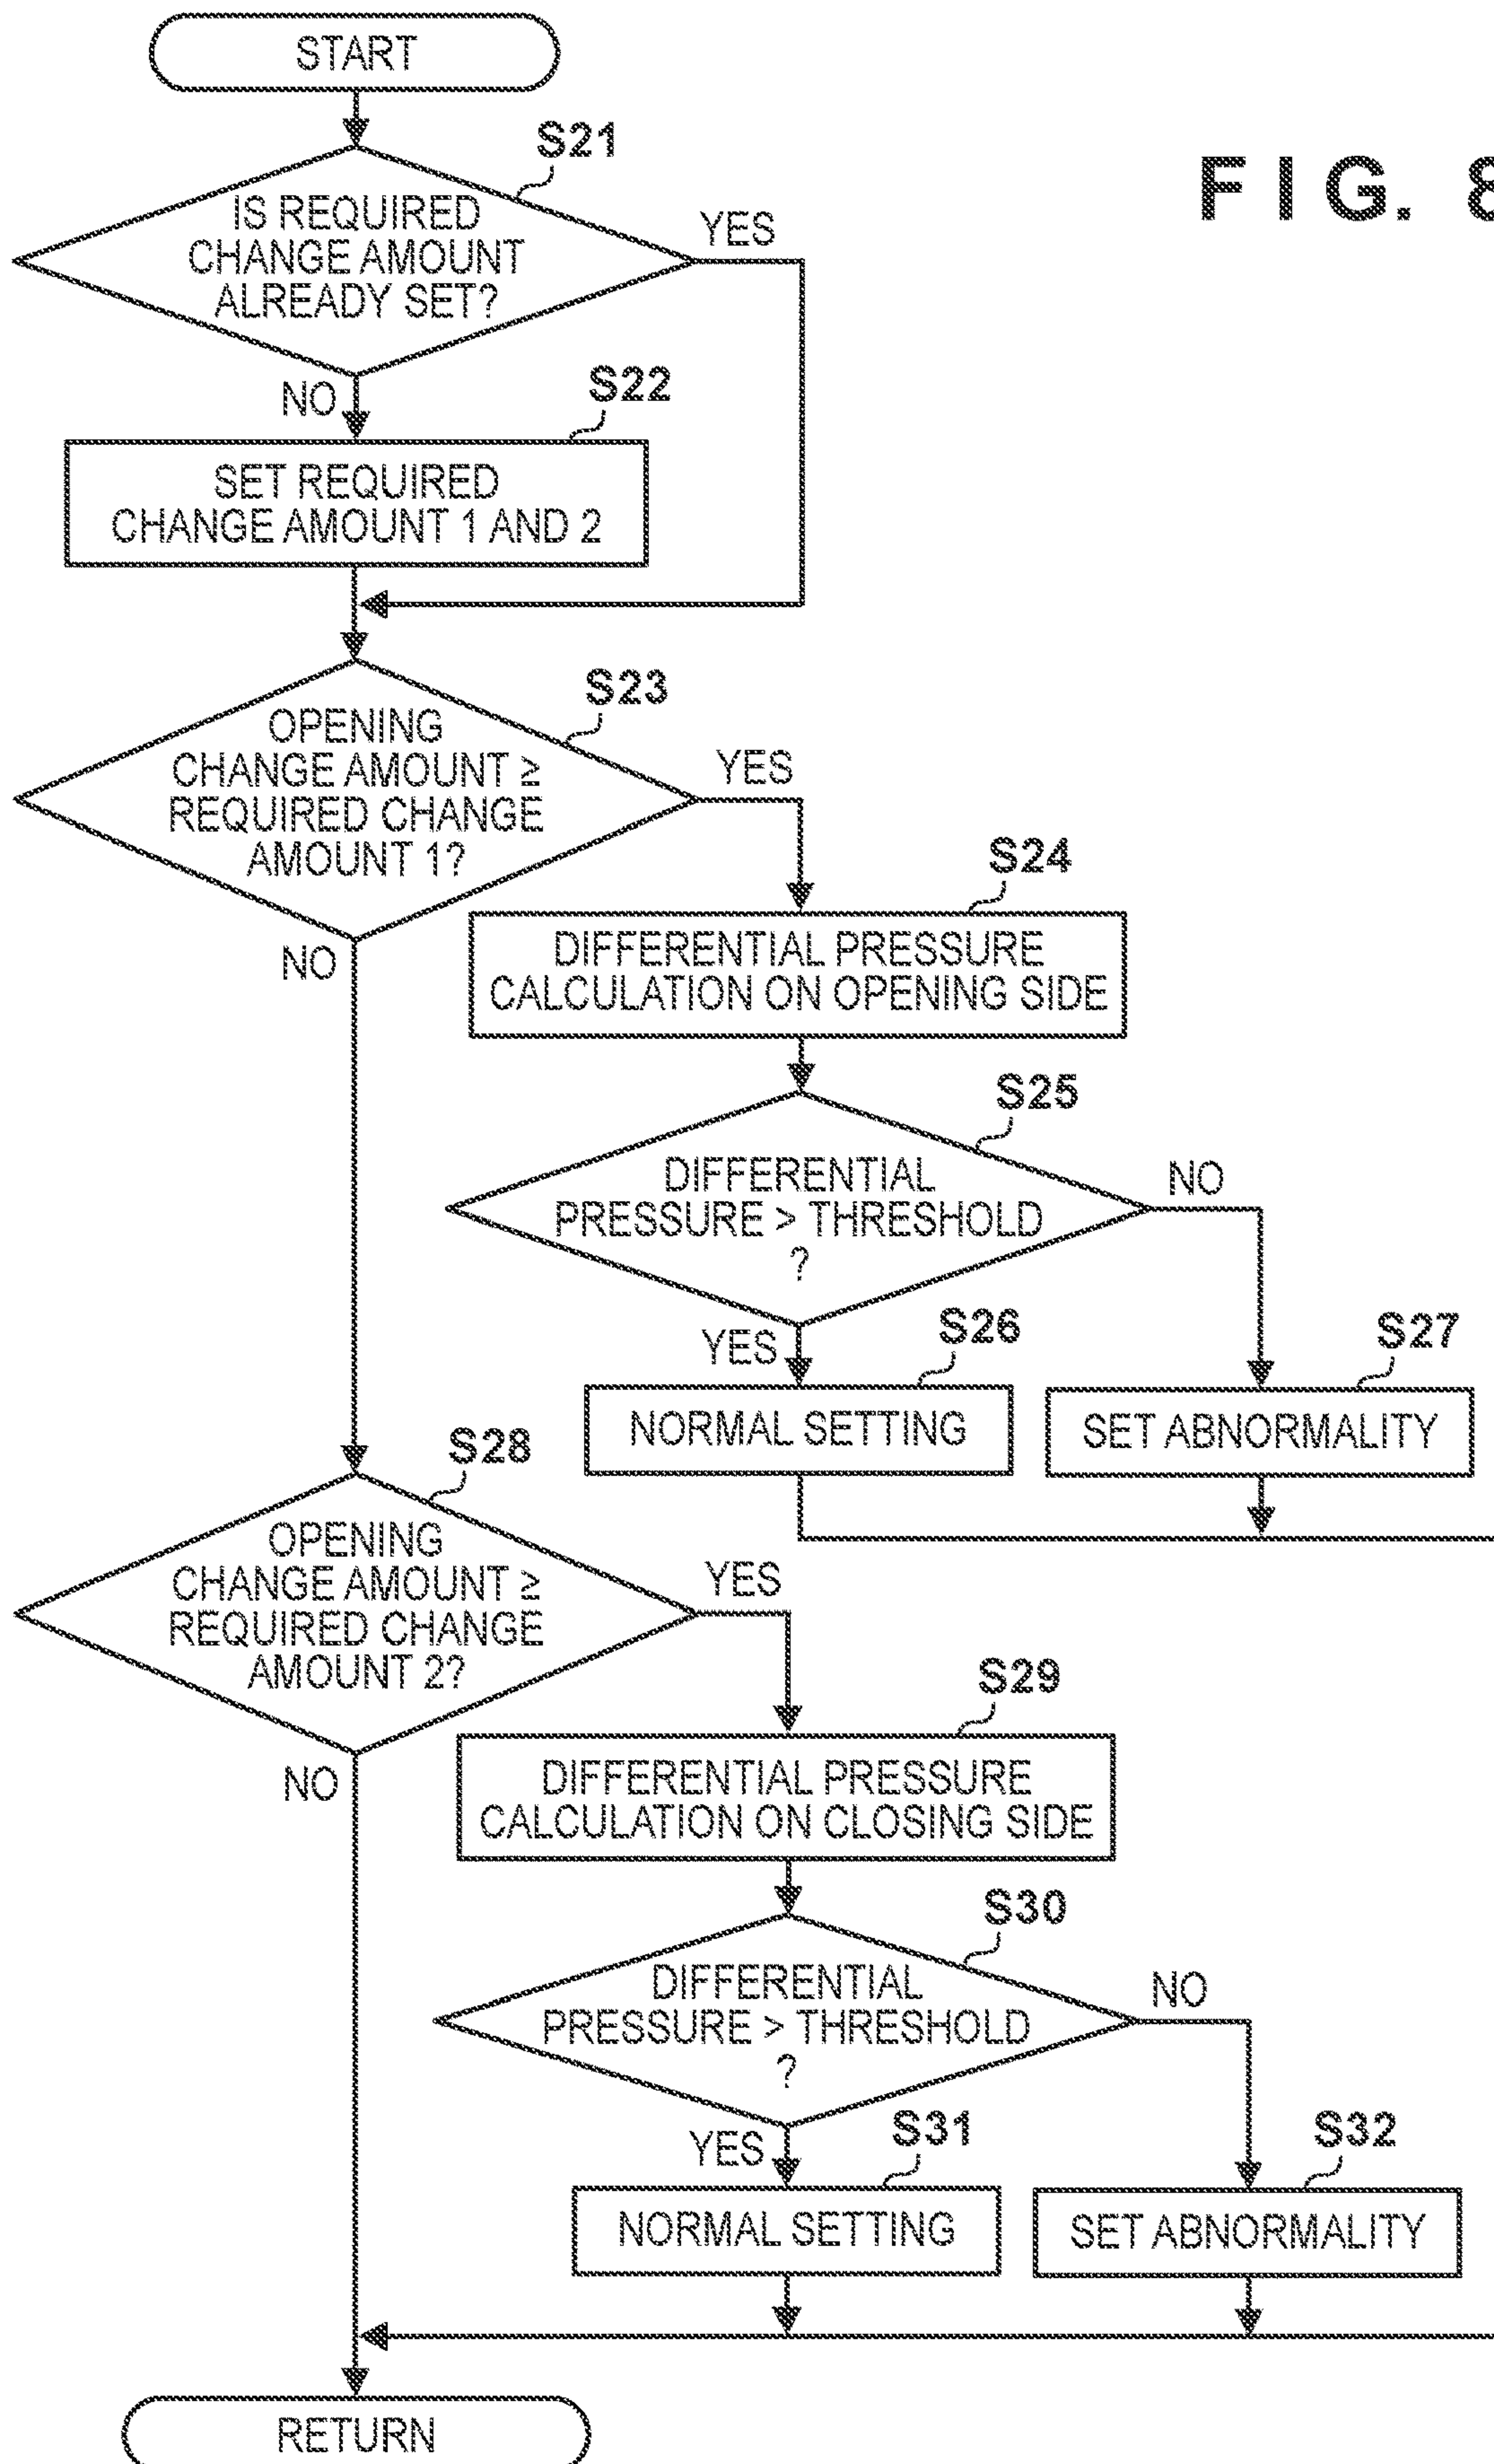 START
S21
FIG. 8
IS REQUIRED
CHANGE AMOUNT
ALREADY SET?
YES
NO
S22
SET REQUIRED
CHANGE AMOUNT 1 AND 2
S23
OPENING
CHANGE AMOUNT ≥
REQUIRED CHANGE
AMOUNT 1?
YES
NO
S24
DIFFERENTIAL PRESSURE
CALCULATION ON OPENING SIDE
S25
DIFFERENTIAL
PRESSURE > THRESHOLD
?
NO
YES
S26
NORMAL SETTING
S27
SET ABNORMALITY
S28
OPENING
CHANGE AMOUNT ≥
REQUIRED CHANGE
AMOUNT 2?
YES
NO
S29
DIFFERENTIAL PRESSURE
CALCULATION ON CLOSING SIDE
S30
DIFFERENTIAL
PRESSURE > THRESHOLD
?
NO
YES
S31
NORMAL SETTING
S32
SET ABNORMALITY
RETURN